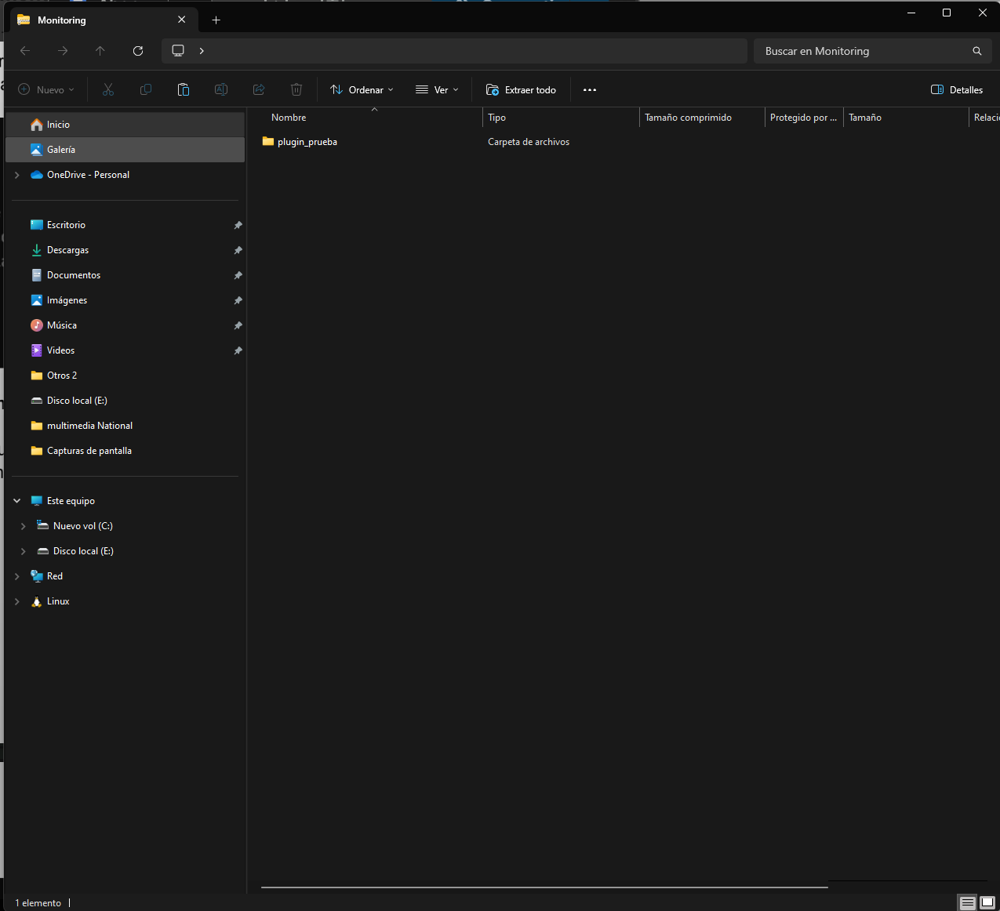 Monitoring
Buscar en Monitoring
Nuevo
Ordenar
Ver
Extraer todo
Detalles
Inicio
Galería
OneDrive - Personal
Escritorio
Descargas
Documentos
Imágenes
Música
Videos
Otros 2
Disco local (E:)
multimedia National
Capturas de pantalla
Este equipo
Nuevo vol (C:)
Disco local (E:)
Red
Linux
Nombre Tipo Tamaño comprimido Protegido por ... Tamaño Relaci
plugin_prueba Carpeta de archivos
1 elemento